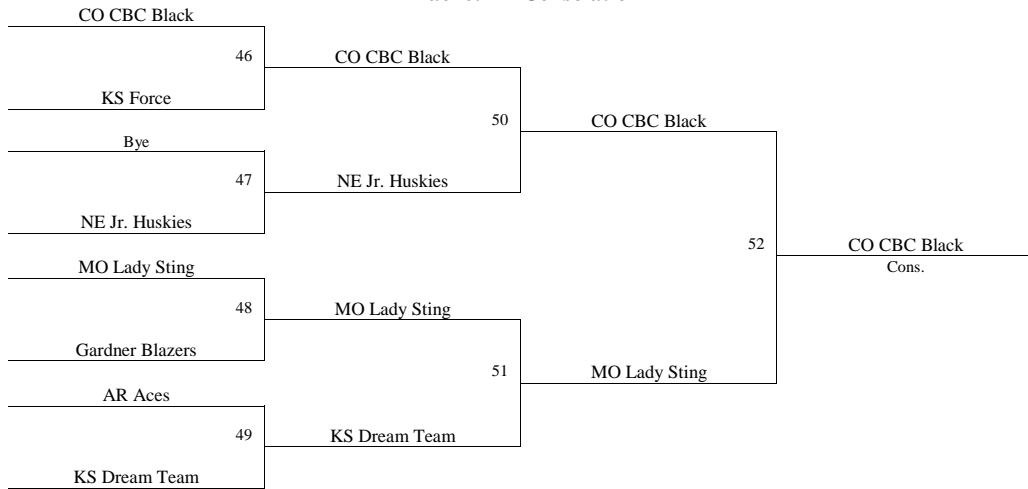 CO CBC Black
46
CO CBC Black
KS Force
50
CO CBC Black
Bye
47
NE Jr. Huskies
NE Jr. Huskies
52
CO CBC Black
Cons.
MO Lady Sting
48
MO Lady Sting
Gardner Blazers
51
MO Lady Sting
AR Aces
49
KS Dream Team
KS Dream Team